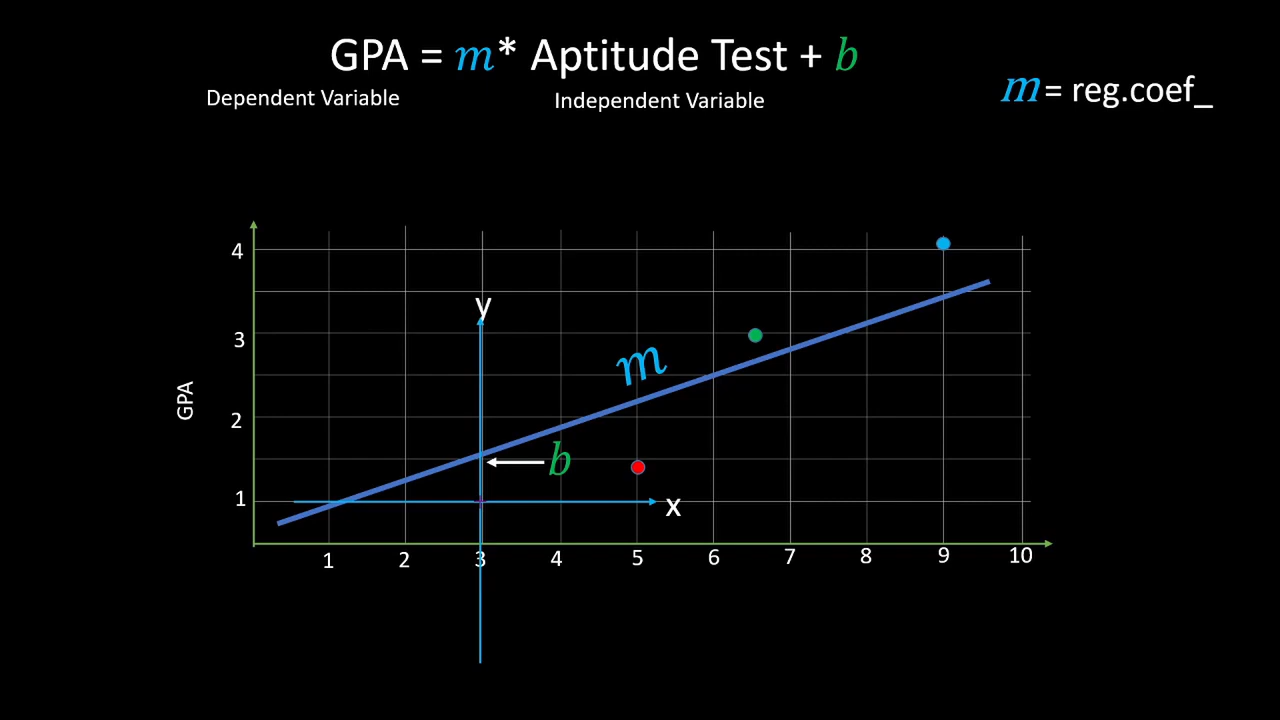 GPA = m* Aptitude Test + b
Dependent Variable
Independent Variable
m = reg.coef_
4
3
2
1
GPA
y
m
b
x
1 2 3 4 5 6 7 8 9 10